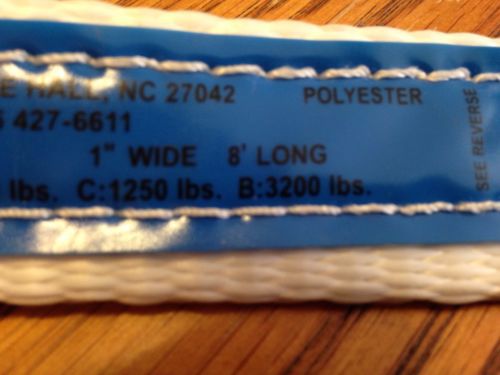 E HALL, NC 27042 POLYESTER
427-6611
1" WIDE 8' LONG
lbs. C:1250 lbs. B:3200 lbs.
SEE REVERSE